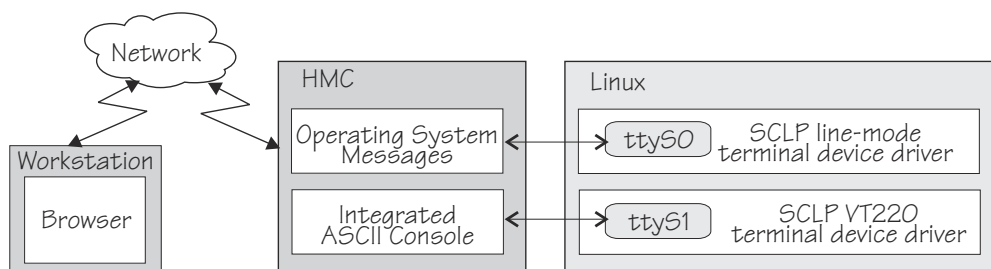 Network
HMC
Linux
Operating System
Messages
ttyS0
SCLP line-mode
terminal device driver
Workstation
Browser
Integrated
ASCII Console
ttyS1
SCLP VT220
terminal device driver